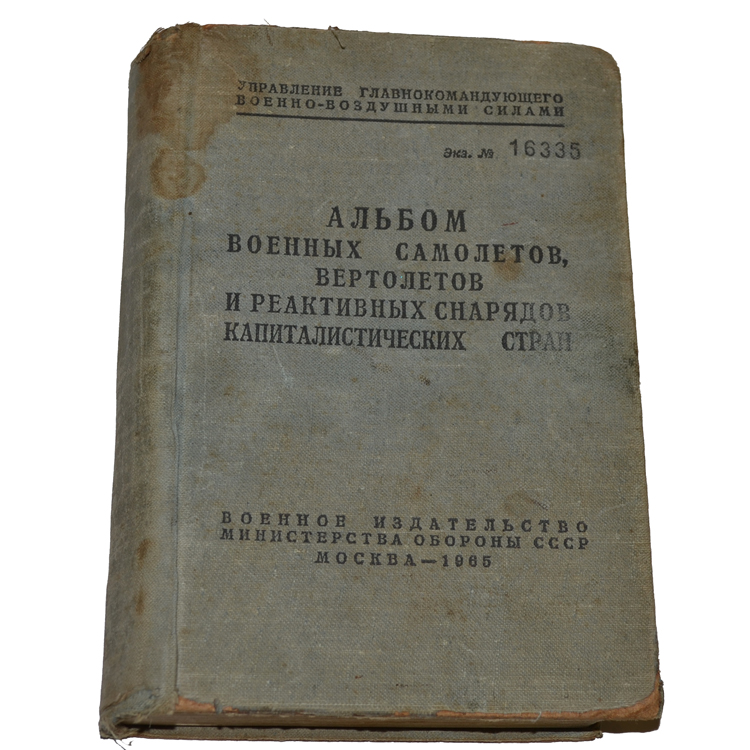 УПРАВЛЕНИЕ ГЛАВНОКОМАНДУЮЩЕГО
ВОЕННО-ВОЗДУШНЫМИ СИЛАМИ
Экз. № 16335
АЛЬБОМ
ВОЕННЫХ САМОЛЕТОВ,
ВЕРТОЛЕТОВ
И РЕАКТИВНЫХ СНАРЯДОВ
КАПИТАЛИСТИЧЕСКИХ СТРАН
ВОЕННОЕ ИЗДАТЕЛЬСТВО
МИНИСТЕРСТВА ОБОРОНЫ СССР
МОСКВА—1965